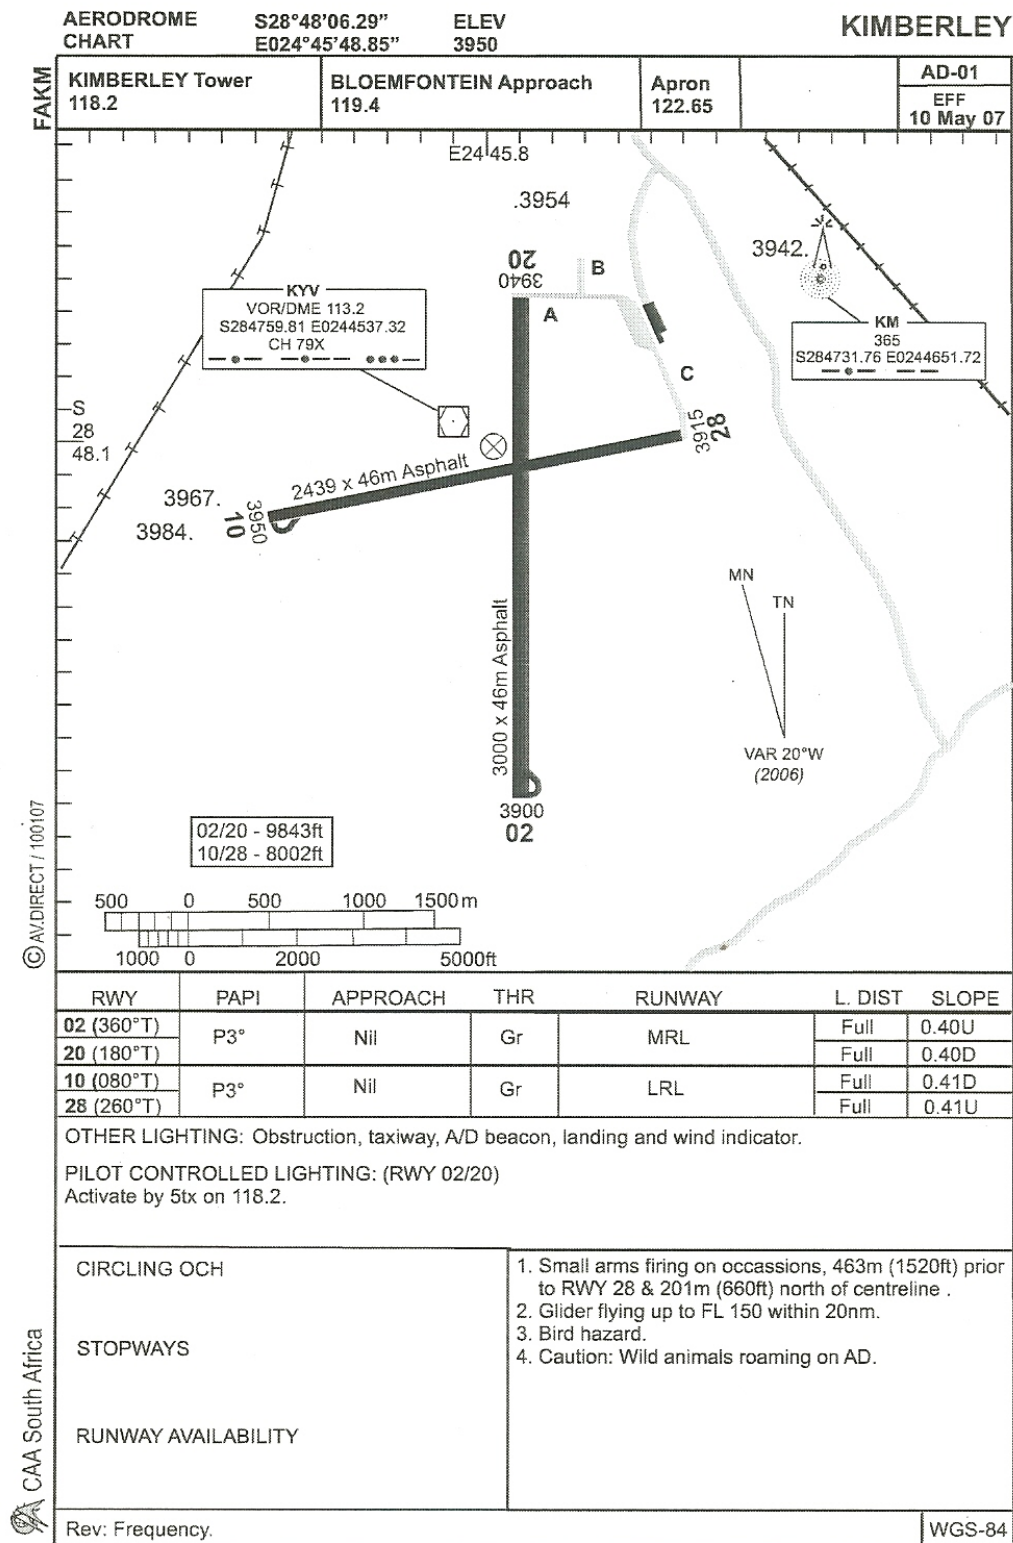 AERODROME CHART
S28°48'06.29"
E024°45'48.85"
ELEV
3950
KIMBERLEY
FAKM
KIMBERLEY Tower
118.2
BLOEMFONTEIN Approach
119.4
Apron
122.65
AD-01
EFF
10 May 07
E24 45.8
.3954
20
3940
B
A
3942.
KYV
VOR/DME 113.2
S284759.81 E0244537.32
CH 79X
KM
365
S284731.76 E0244651.72
C
S
28
48.1
3915
28
2439 x 46m Asphalt
3967.
3984.
10
3950
MN
TN
3000 x 46m Asphalt
VAR 20°W
(2006)
3900
02
02/20 - 9843ft
10/28 - 8002ft
500 0 500 1000 1500 m
1000 0 2000 5000ft
© AV.DIRECT / 100107
RWY PAPI APPROACH THR RUNWAY L. DIST SLOPE
02 (360°T) P3° Nil Gr MRL Full 0.40U
20 (180°T) Full 0.40D
10 (080°T) P3° Nil Gr LRL Full 0.41D
28 (260°T) Full 0.41U
OTHER LIGHTING: Obstruction, taxiway, A/D beacon, landing and wind indicator.
PILOT CONTROLLED LIGHTING: (RWY 02/20)
Activate by 5tx on 118.2.
CIRCLING OCH
STOPWAYS
RUNWAY AVAILABILITY
1. Small arms firing on occassions, 463m (1520ft) prior
to RWY 28 & 201m (660ft) north of centreline .
2. Glider flying up to FL 150 within 20nm.
3. Bird hazard.
4. Caution: Wild animals roaming on AD.
CAA South Africa
Rev: Frequency.
WGS-84